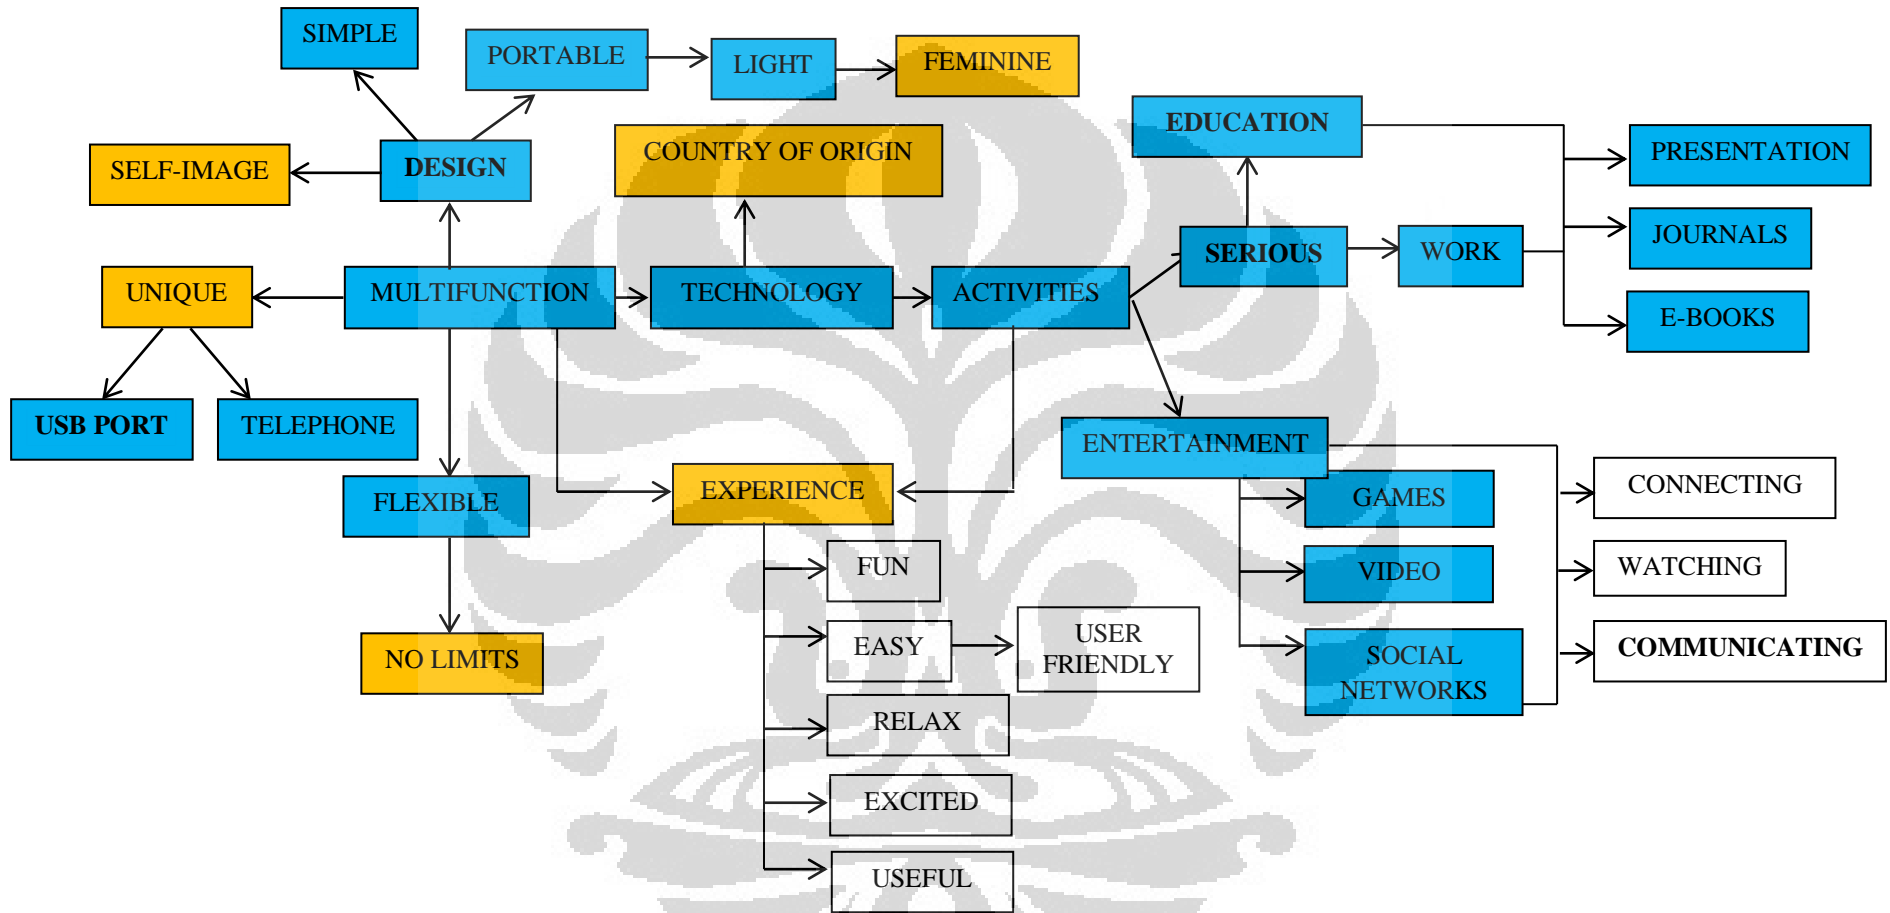 SIMPLE
PORTABLE
LIGHT
FEMININE
EDUCATION
COUNTRY OF ORIGIN
PRESENTATION
SELF-IMAGE
DESIGN
JOURNALS
SERIOUS
WORK
UNIQUE
MULTIFUNCTION
TECHNOLOGY
ACTIVITIES
E-BOOKS
USB PORT
TELEPHONE
ENTERTAINMENT
FLEXIBLE
EXPERIENCE
GAMES
CONNECTING
FUN
VIDEO
WATCHING
NO LIMITS
EASY
USER
FRIENDLY
SOCIAL
NETWORKS
COMMUNICATING
RELAX
EXCITED
USEFUL